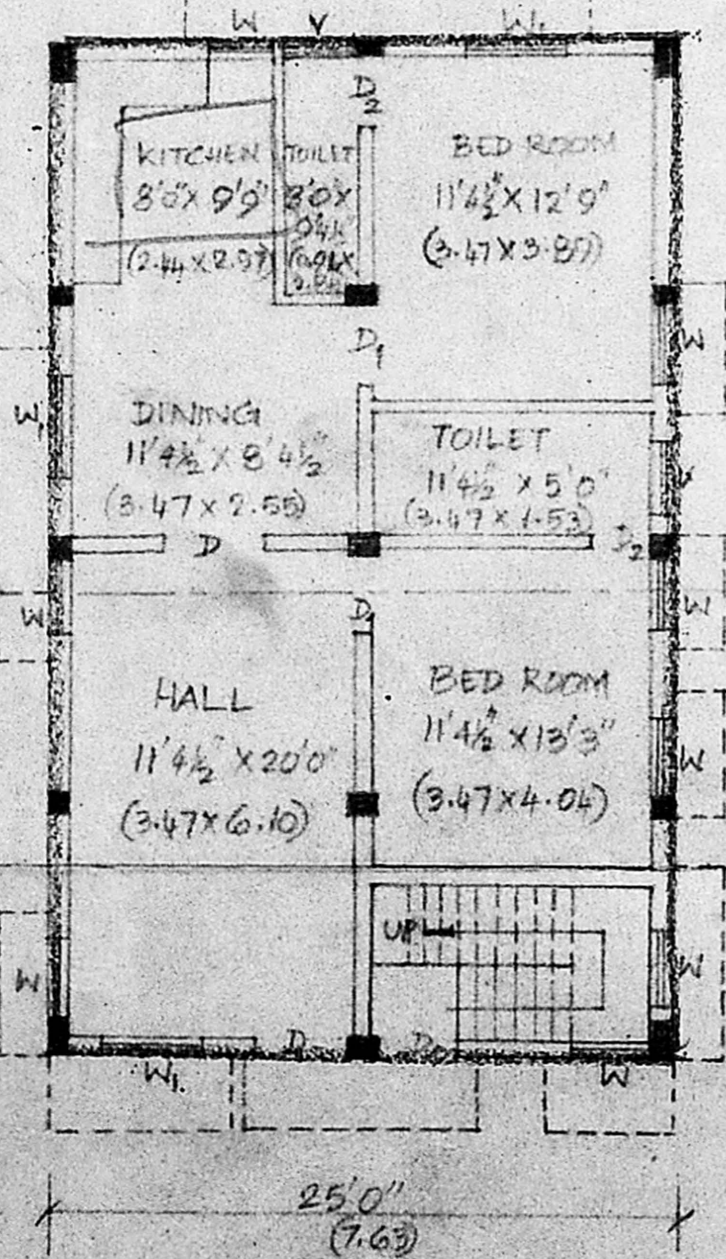 W
V
W1
D2
KITCHEN
8'0"X 9'9"
(2.44 X 2.97)
TOILET
BED ROOM
11'4½" X 12'9"
(3.47 X 3.89)
W
D1
W1
DINING
11'4½" X 8'4½"
(3.47 X 2.55)
TOILET
11'4½" X 5'0"
(3.47 X 1.53)
V
D
D2
W
D1
W
HALL
11'4½" X 20'0"
(3.47 X 6.10)
BED ROOM
11'4½" X 13'3"
(3.47 X 4.04)
W
UP
W
W
D
W1.
W
25'0"
(7.63)